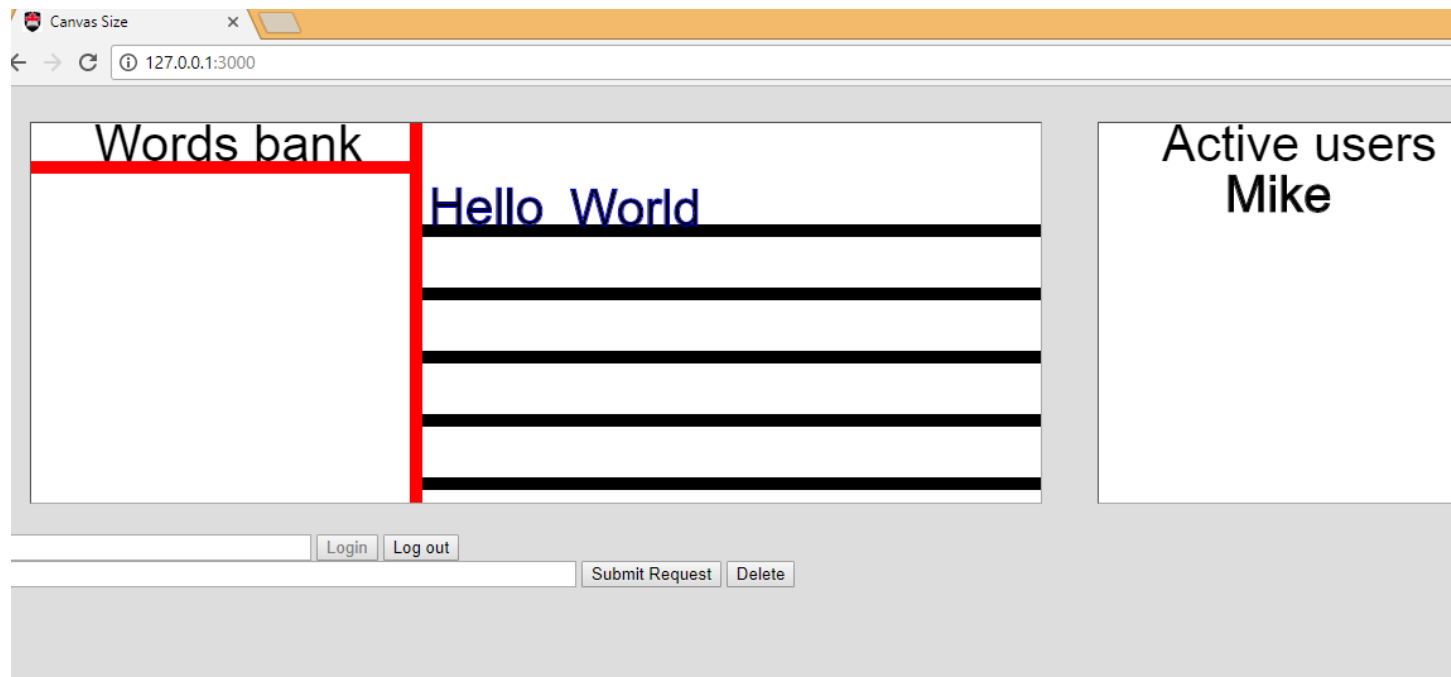 Canvas Size
127.0.0.1:3000
Words bank
Hello World
Active users
Mike
Login Log out
Submit Request Delete